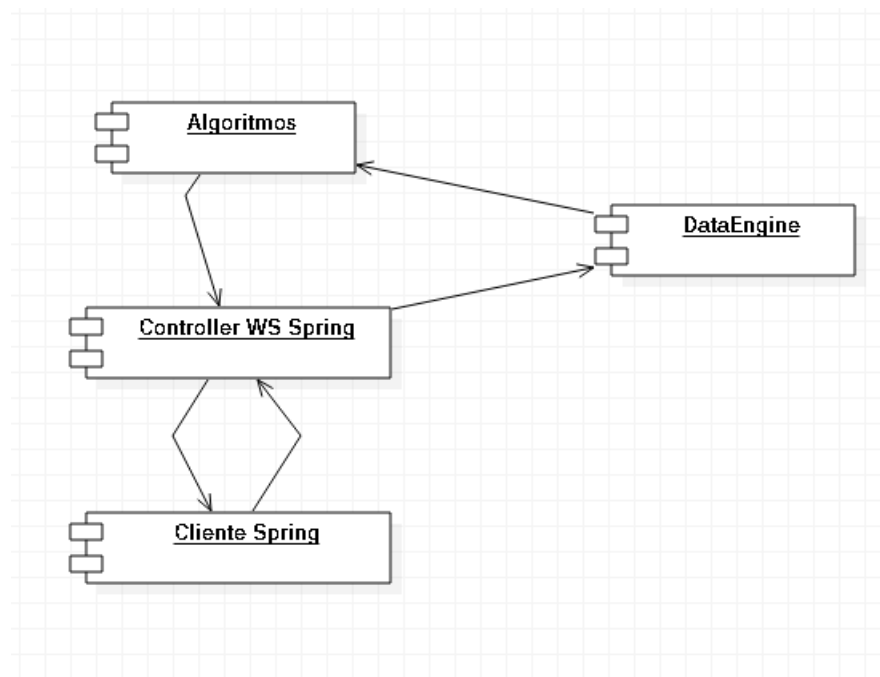 Algoritmos
DataEngine
Controller WS Spring
Cliente Spring